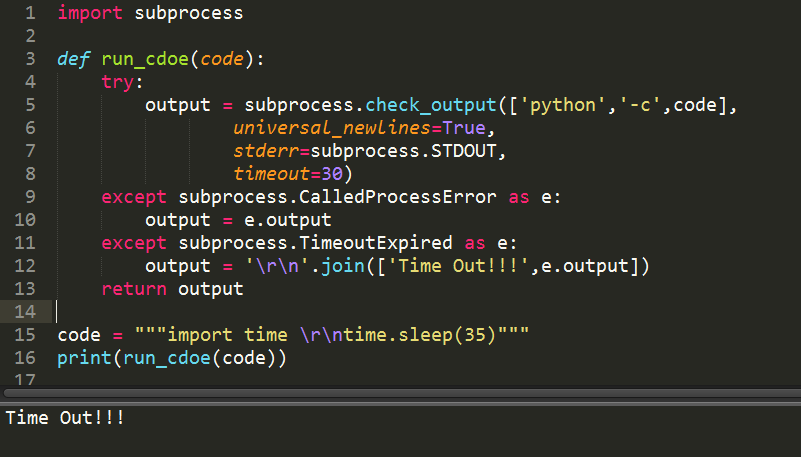 1 import subprocess
2
3 def run_cdoe(code):
4     try:
5         output = subprocess.check_output(['python','-c',code],
6                 universal_newlines=True,
7                 stderr=subprocess.STDOUT,
8                 timeout=30)
9     except subprocess.CalledProcessError as e:
10         output = e.output
11     except subprocess.TimeoutExpired as e:
12         output = '\r\n'.join(['Time Out!!!',e.output])
13     return output
14
15 code = """import time \r\ntime.sleep(35)"""
16 print(run_cdoe(code))
17
Time Out!!!